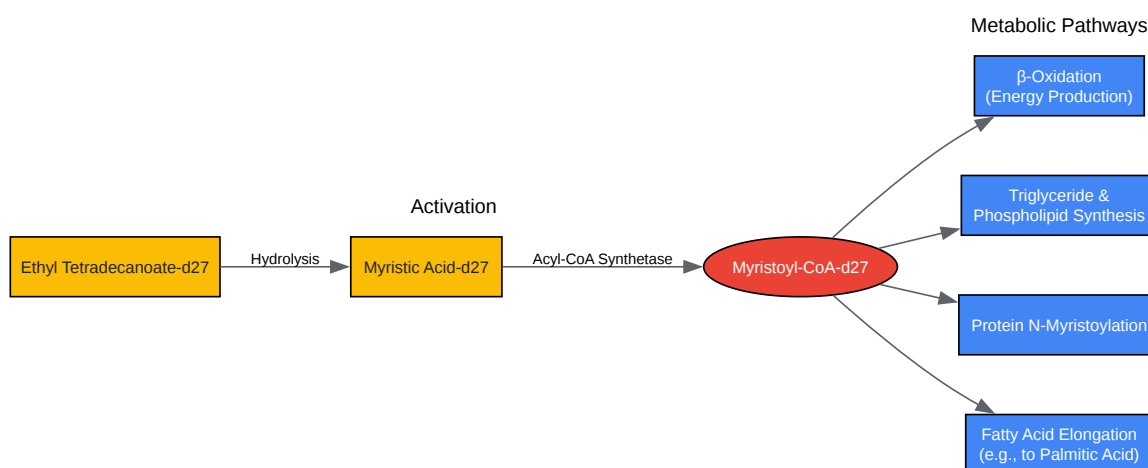 Metabolic Pathways
β-Oxidation
(Energy Production)
Triglyceride &
Phospholipid Synthesis
Activation
Ethyl Tetradecanoate-d27
Hydrolysis
Myristic Acid-d27
Acyl-CoA Synthetase
Myristoyl-CoA-d27
Protein N-Myristoylation
Fatty Acid Elongation
(e.g., to Palmitic Acid)